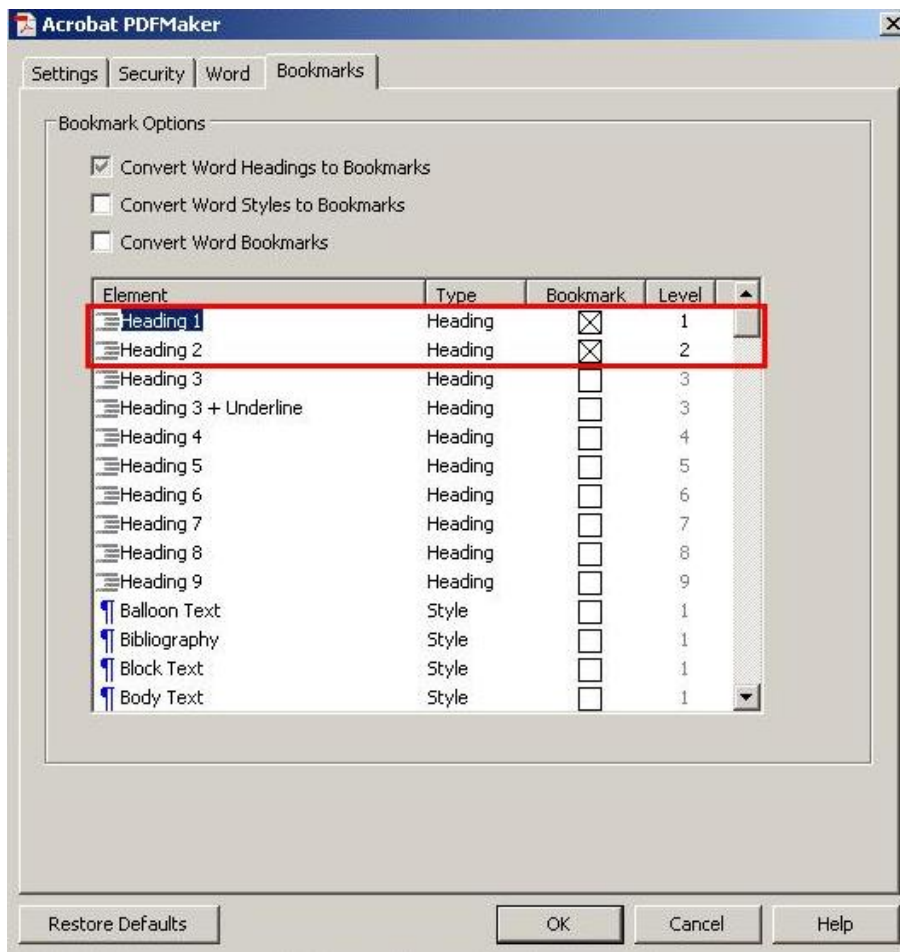 Acrobat PDFMaker
Settings Security Word Bookmarks
Bookmark Options
Convert Word Headings to Bookmarks
Convert Word Styles to Bookmarks
Convert Word Bookmarks
Element Type Bookmark Level
Heading 1 Heading 1
Heading 2 Heading 2
Heading 3 Heading 3
Heading 3 + Underline Heading 3
Heading 4 Heading 4
Heading 5 Heading 5
Heading 6 Heading 6
Heading 7 Heading 7
Heading 8 Heading 8
Heading 9 Heading 9
Balloon Text Style 1
Bibliography Style 1
Block Text Style 1
Body Text Style 1
Restore Defaults OK Cancel Help